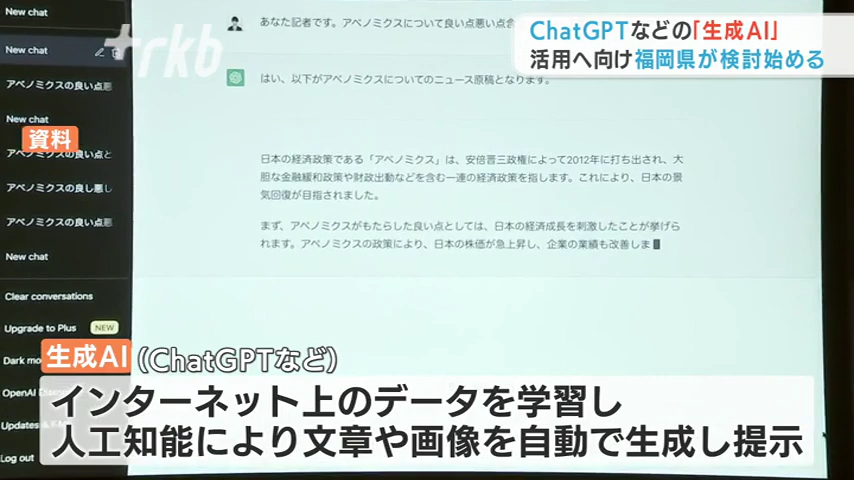 New chat
New chat
アベノミクスの良い点悪
New chat
資料
アベノミクスの良い点と
アベノミクスの良し悪し
アベノミクスの良い点悪
New chat
Clear conversations
Upgrade to Plus NEW
Dark mo
OpenAI Disco
Updates &
Log out
rkb
あなた記者です。アベノミクスについて良い点悪い点含
ChatGPTなどの「生成AI」
活用へ向け福岡県が検討始める
はい、以下がアベノミクスについてのニュース原稿となります。
日本の経済政策である「アベノミクス」は、安倍晋三政権によって2012年に打ち出され、大
胆な金融緩和政策や財政出動などを含む一連の経済政策を指します。これにより、日本の景
気回復が目指されました。
まず、アベノミクスがもたらした良い点としては、日本の経済成長を刺激したことが挙げら
れます。アベノミクスの政策により、日本の株価が急上昇し、企業の業績も改善しま
生成AI(ChatGPTなど)
インターネット上のデータを学習し
人工知能により文章や画像を自動で生成し提示